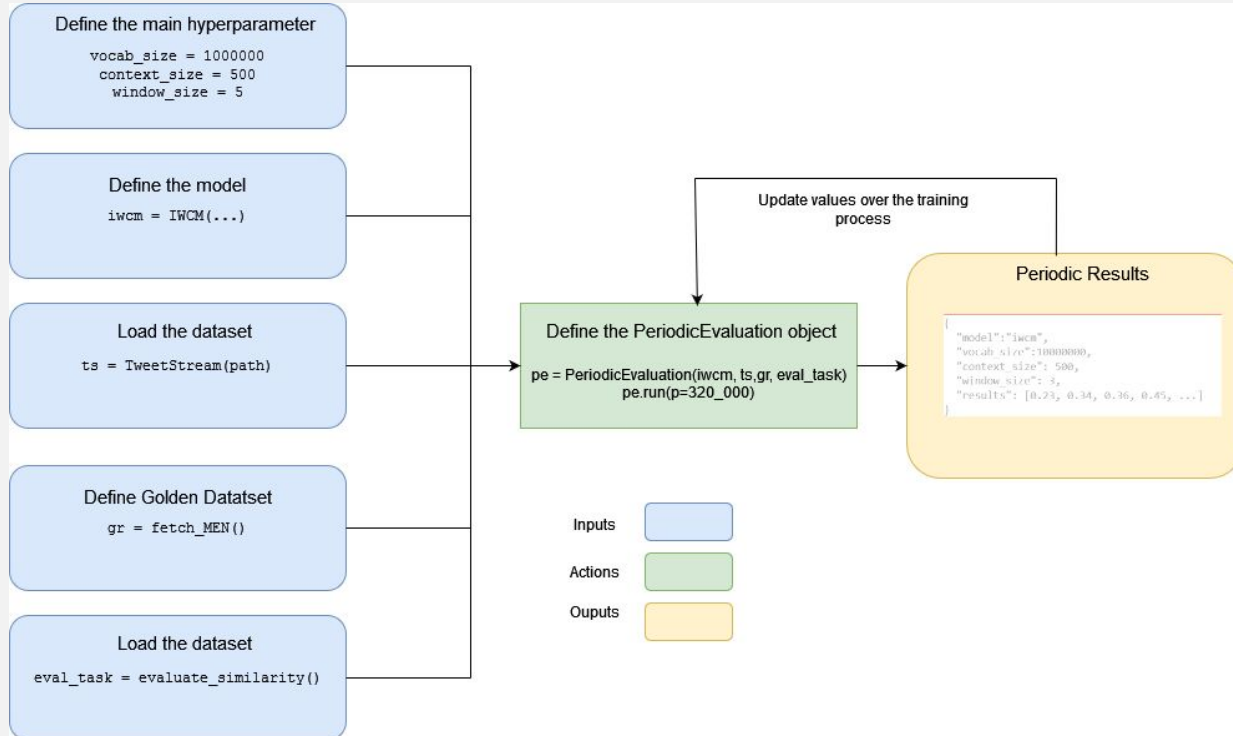 Define the main hyperparameter
vocab_size = 1000000
context_size = 500
window_size = 5
Define the model
iwcm = IWCM(...)
Load the dataset
ts = TweetStream(path)
Define Golden Datatset
gr = fetch_MEN()
Load the dataset
eval_task = evaluate_similarity()
Define the PeriodicEvaluation object
pe = PeriodicEvaluation(iwcm, ts,gr, eval_task)
pe.run(p=320_000)
Update values over the training
process
Periodic Results
{
"model":"iwcm",
"vocab_size":10000000,
"context_size": 500,
"window_size": 3,
"results": [0.23, 0.34, 0.36, 0.45, ...]
}
Inputs
Actions
Ouputs